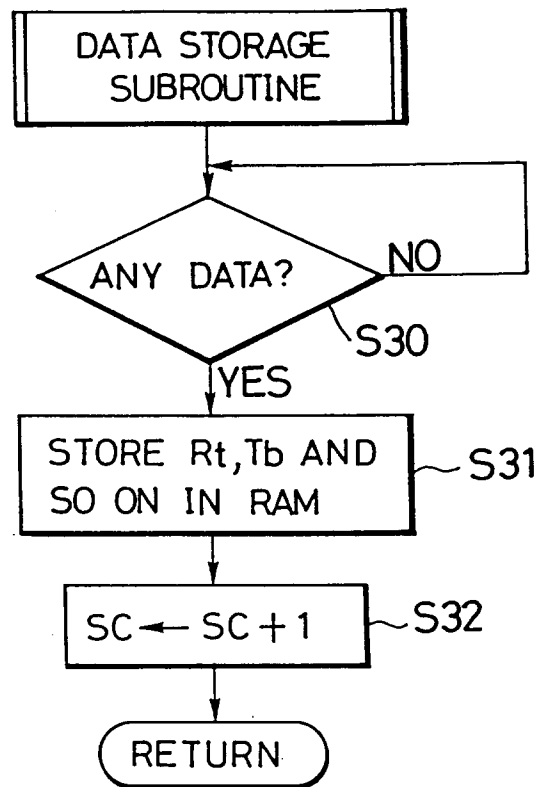 DATA STORAGE
SUBROUTINE
ANY DATA?
NO
S30
YES
STORE Rt,Tb AND
SO ON IN RAM
S31
SC ← SC + 1
S32
RETURN